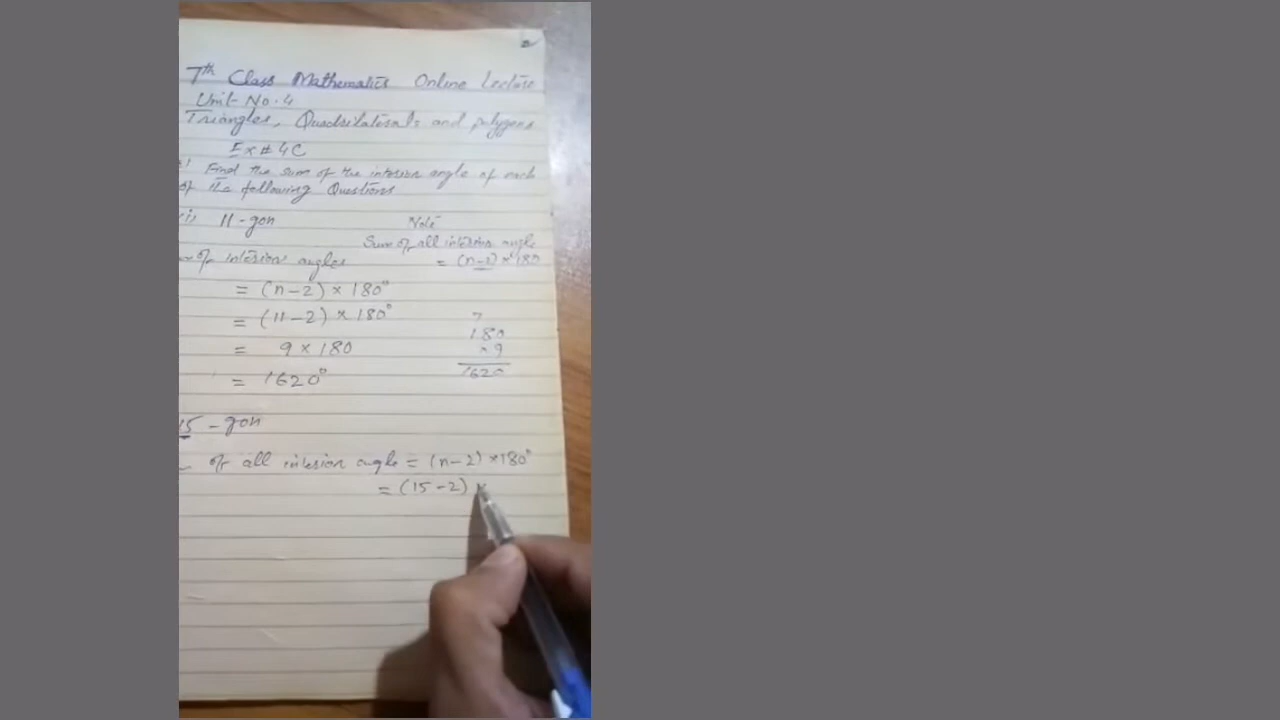 7th Class Mathematics Online Lecture
Unit No. 4
Triangles, Quadrilaterals and polygons
Ex # 4C
Find the sum of the interior angle of each
of the following Questions
(i) 11-gon
Note
Sum of all interior angle
= (n-2) × 180
of interior angles
= (n-2) × 180°
= (11-2) × 180°
= 9 × 180
= 1620°
7
180
×9
1620
15-gon
of all interior angle = (n-2) × 180°
= (15-2) ×